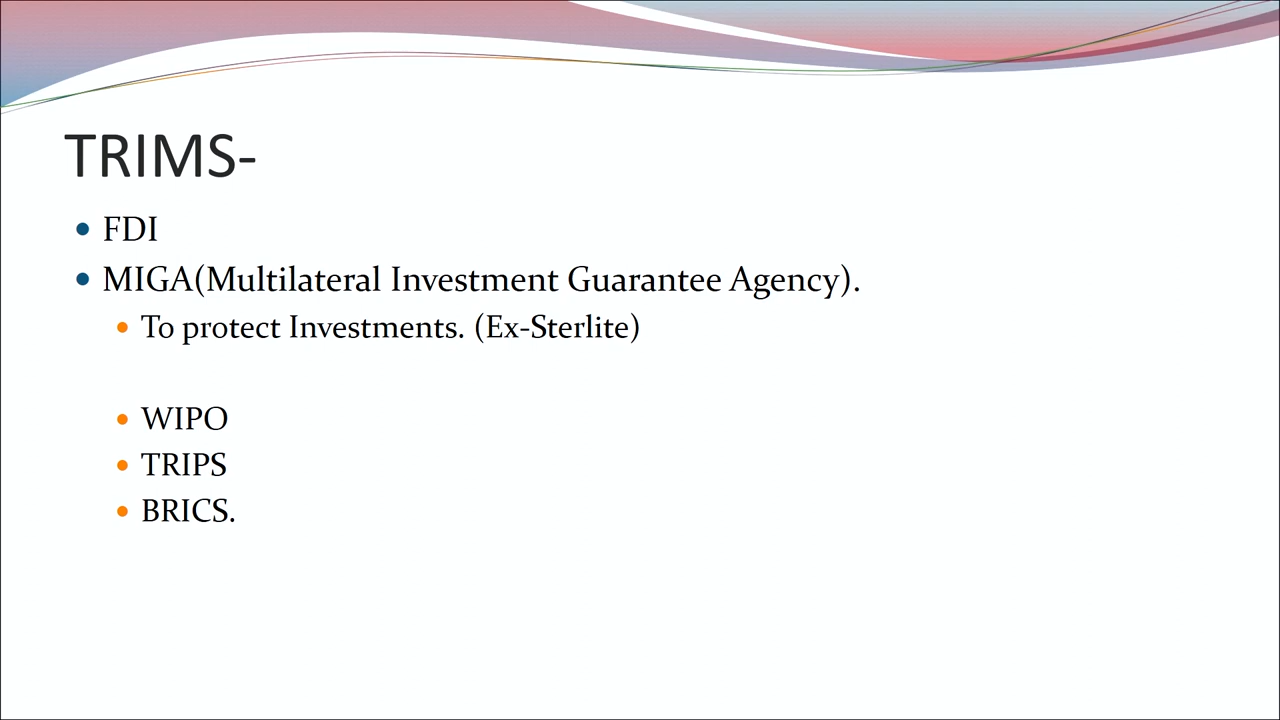 TRIMS-
FDI
MIGA(Multilateral Investment Guarantee Agency).
To protect Investments. (Ex-Sterlite)
WIPO
TRIPS
BRICS.